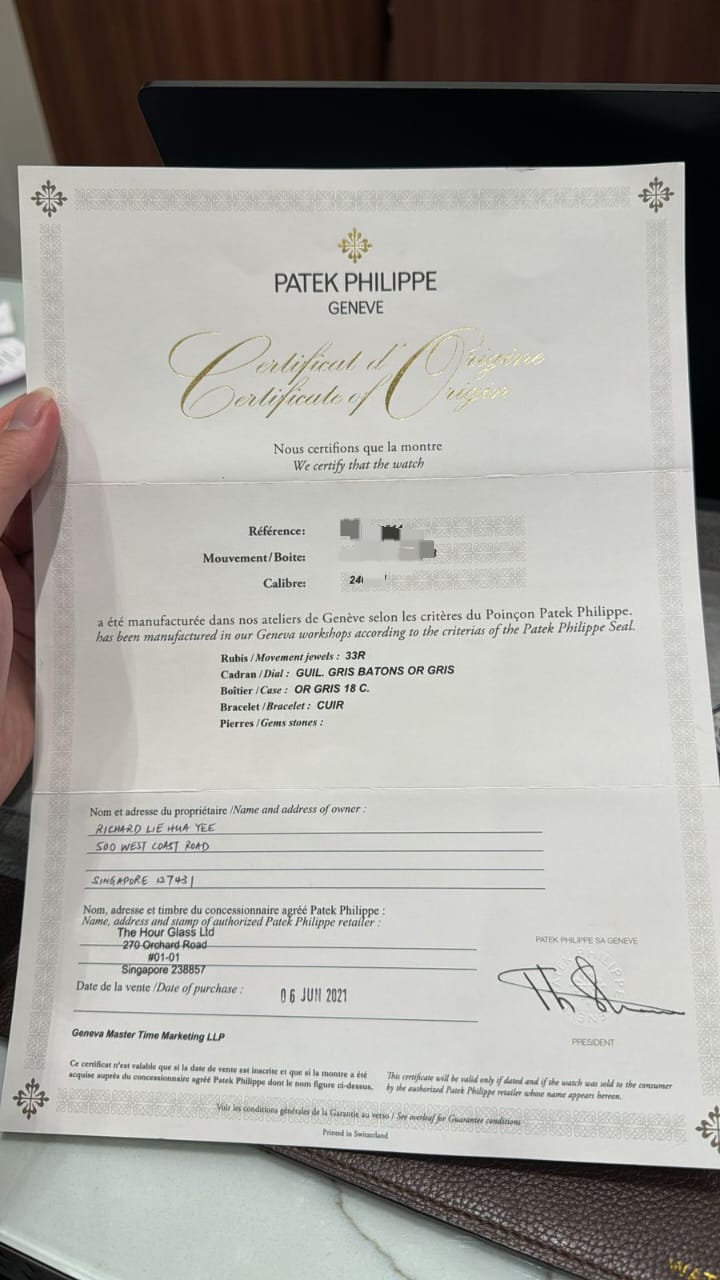 PATEK PHILIPPE
GENEVE
Certificat d'Origine
Certificate of Origin
Nous certifions que la montre
We certify that the watch
Référence:
Mouvement/Boite:
Calibre: 24
a été manufacturée dans nos ateliers de Genève selon les critères du Poinçon Patek Philippe.
has been manufactured in our Geneva workshops according to the criterias of the Patek Philippe Seal.
Rubis/Movement jewels : 33R
Cadran/Dial : GUIL. GRIS BATONS OR GRIS
Boîtier/Case : OR GRIS 18 C.
Bracelet/Bracelet : CUIR
Pierres/Gems stones :
Nom et adresse du propriétaire/Name and address of owner :
RICHARD LIE HUA YEE
500 WEST COAST ROAD
SINGAPORE 127431
Nom, adresse et timbre du concessionnaire agréé Patek Philippe :
Name, address and stamp of authorized Patek Philippe retailer :
The Hour Glass Ltd
270 Orchard Road
#01-01
Singapore 238857
PATEK PHILIPPE SA GENEVE
Date de la vente/Date of purchase : 06 JUN 2021
PRESIDENT
Geneva Master Time Marketing LLP
Ce certificat n'est valable que si la date de vente est inscrite et que si la montre a été
acquise auprès du concessionnaire agréé Patek Philippe dont le nom figure ci-dessus.
This certificate will be valid only if dated and if the watch was sold to the consumer
by the authorized Patek Philippe retailer whose name appears hereon.
Voir les conditions générales de la Garantie au verso / See overleaf for Guarantee conditions
Printed in Switzerland